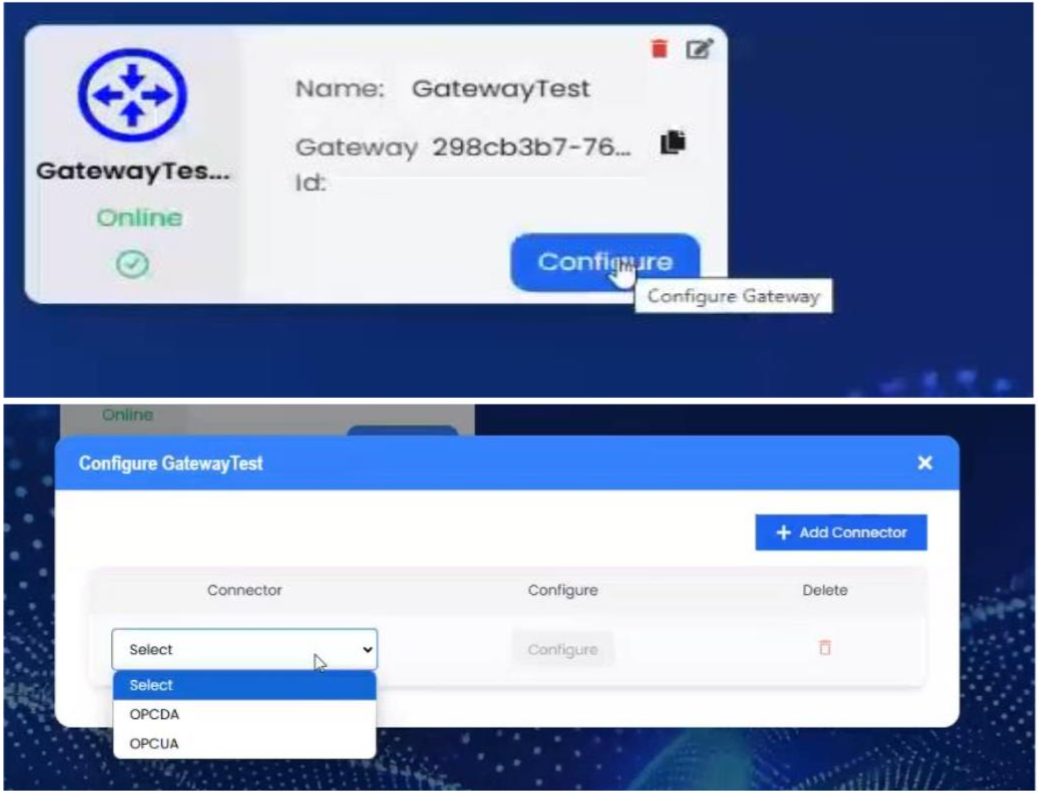 Name: GatewayTest
Gateway Id: 298cb3b7-76...
GatewayTes...
Online
Configure
Configure Gateway
Online
Configure GatewayTest
+ Add Connector
Connector Configure Delete
Select Configure
Select
OPCDA
OPCUA